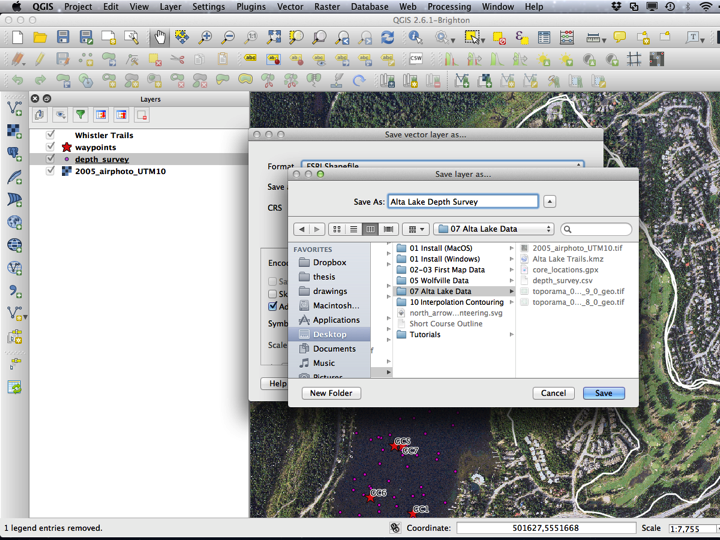 QGIS Project Edit View Layer Settings Plugins Vector Raster Database Web Processing Window Help
QGIS 2.6.1-Brighton
Layers
Whistler Trails
waypoints
depth_survey
2005_airphoto_UTM10
Save vector layer as...
Format ESRI Shapefile
Save a
CRS
Enco
Sa
Sk
Ad
Symb
Scale
Help
Save layer as...
Save As: Alta Lake Depth Survey
07 Alta Lake Data
FAVORITES
Dropbox
thesis
drawings
Macintosh...
Applications
Desktop
Documents
Music
Pictures
01 Install (MacOS)
01 Install (Windows)
02-03 First Map Data
05 Wolfville Data
07 Alta Lake Data
10 Interpolation Contouring
north_arrow...nteering.svg
Short Course Outline
Tutorials
2005_airphoto_UTM10.tif
Alta Lake Trails.kmz
core_locations.gpx
depth_survey.csv
toporama_0..._9_0_geo.tif
toporama_0..._8_0_geo.tif
New Folder
Cancel
Save
GC5
GC7
GC6
GC1
1 legend entries removed.
Coordinate: 501627,5551668
Scale 1:7,755